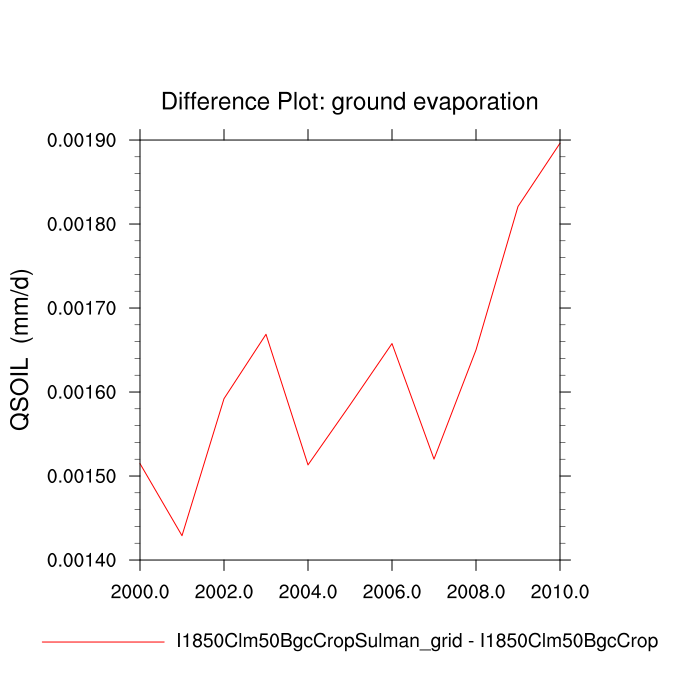 Difference Plot: ground evaporation
QSOIL (mm/d)
0.00190
0.00180
0.00170
0.00160
0.00150
0.00140
2000.0 2002.0 2004.0 2006.0 2008.0 2010.0
I1850Clm50BgcCropSulman_grid - I1850Clm50BgcCrop